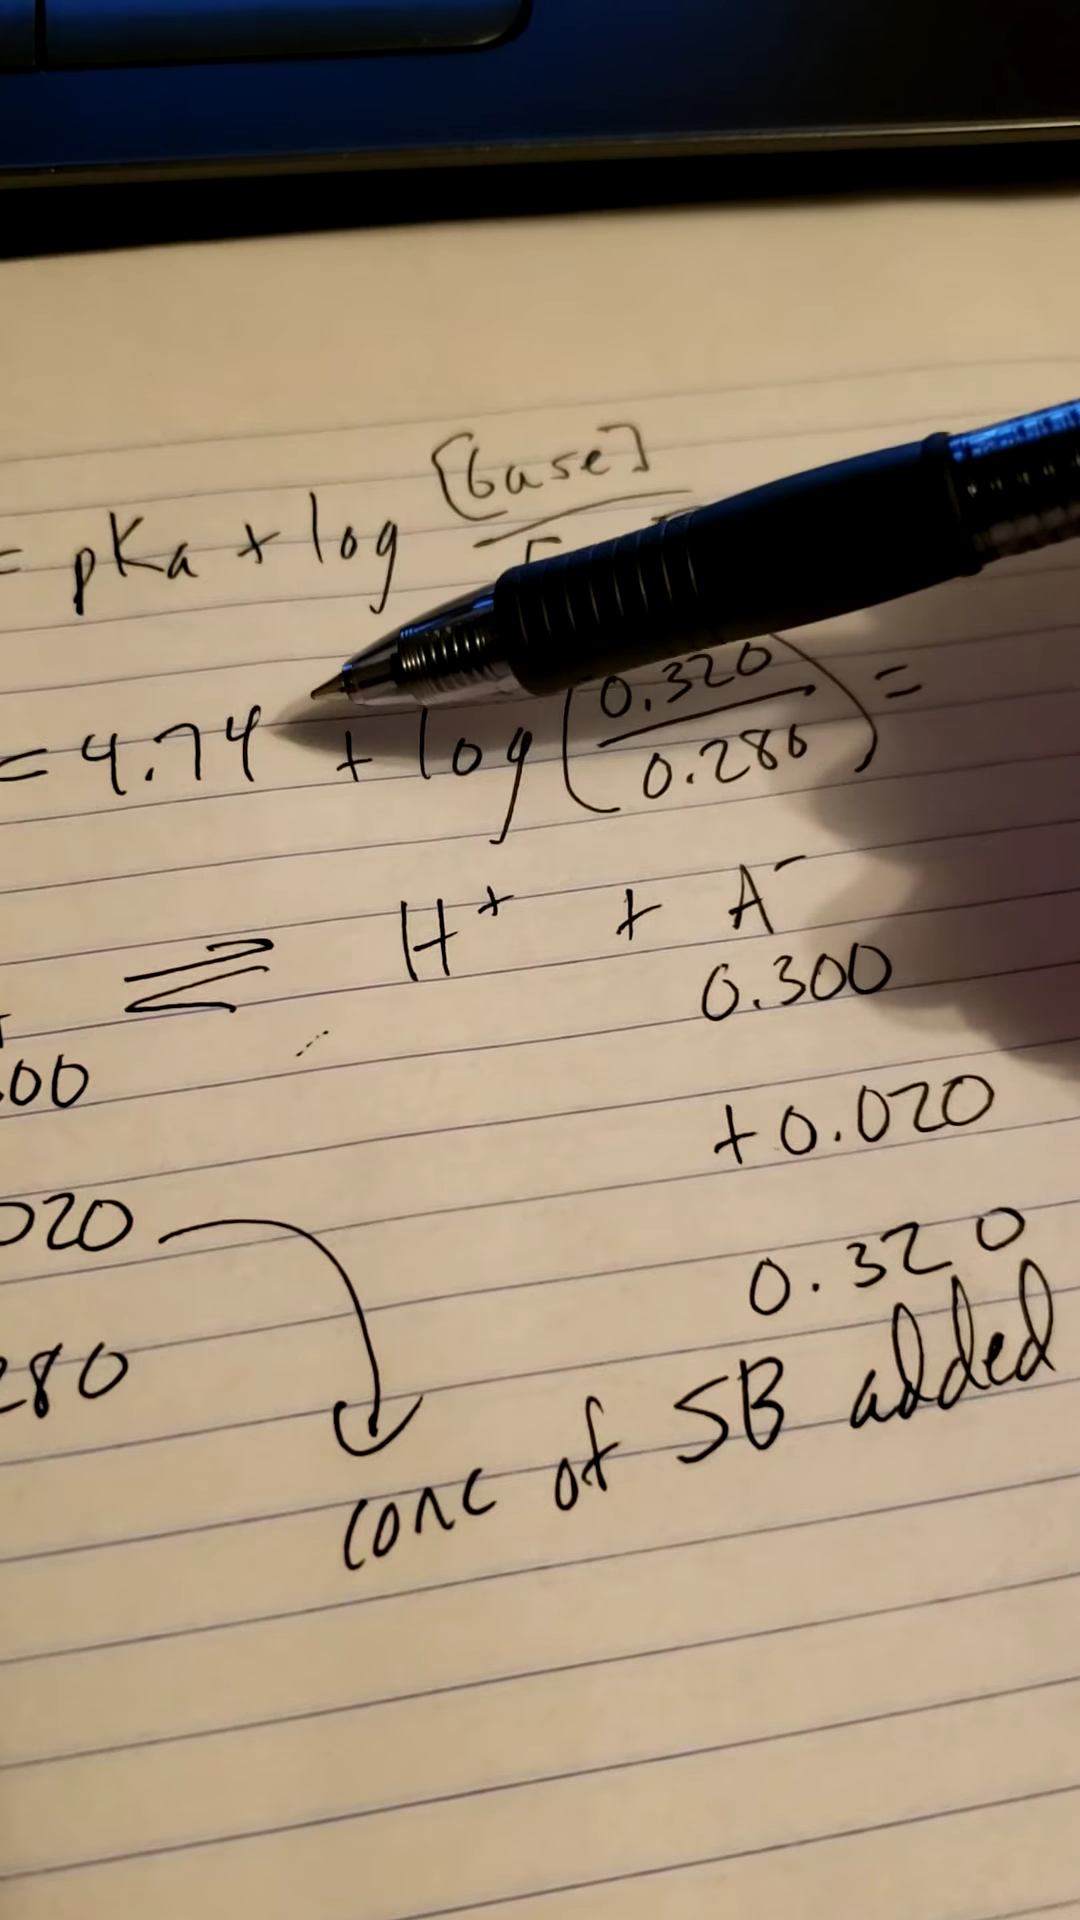 [base]
= pKa + log
= 4.74 + log (0.320 / 0.280) =
⇌ H⁺ + A⁻
0.300
00
+0.020
020
0.320
280
conc of SB added